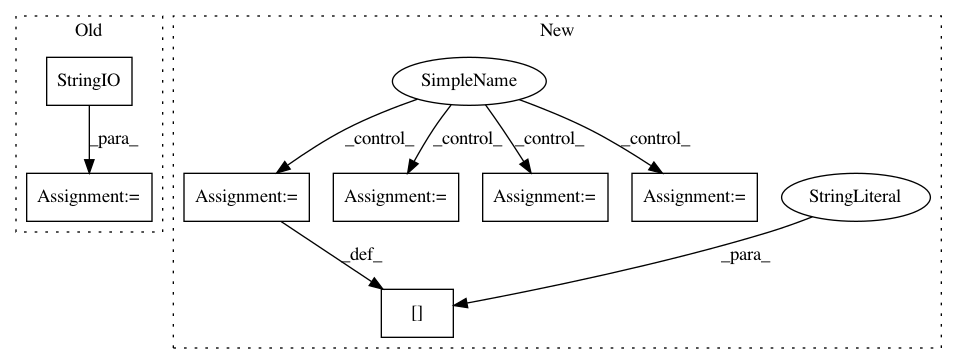 Old
New
StringIO
SimpleName
_para_
_control_
_control_
_control_
_control_
Assignment:=
Assignment:=
Assignment:=
Assignment:=
Assignment:=
StringLiteral
_def_
_para_
[]